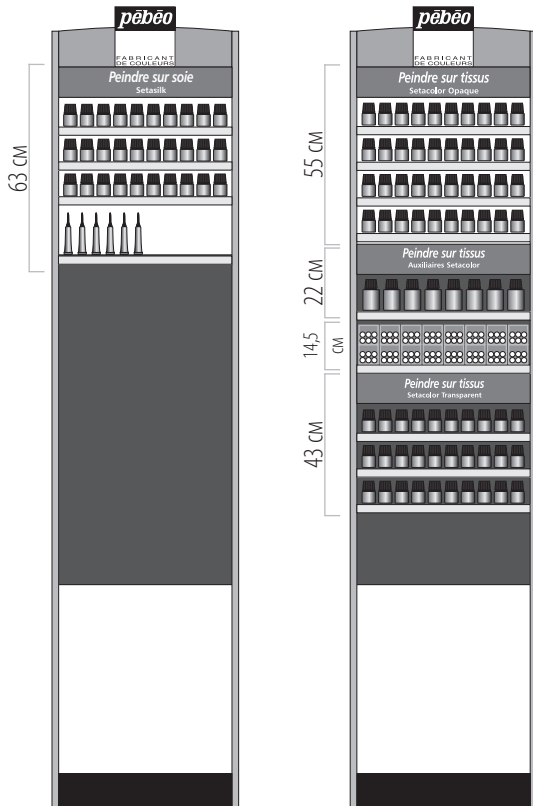 pēbēo
FABRICANT
DE COULEURS
Peindre sur soie
Setasilk
63 CM
pēbēo
FABRICANT
DE COULEURS
Peindre sur tissus
Setacolor Opaque
55 CM
Peindre sur tissus
Auxiliaires Setacolor
22 CM
14,5
CM
Peindre sur tissus
Setacolor Transparent
43 CM